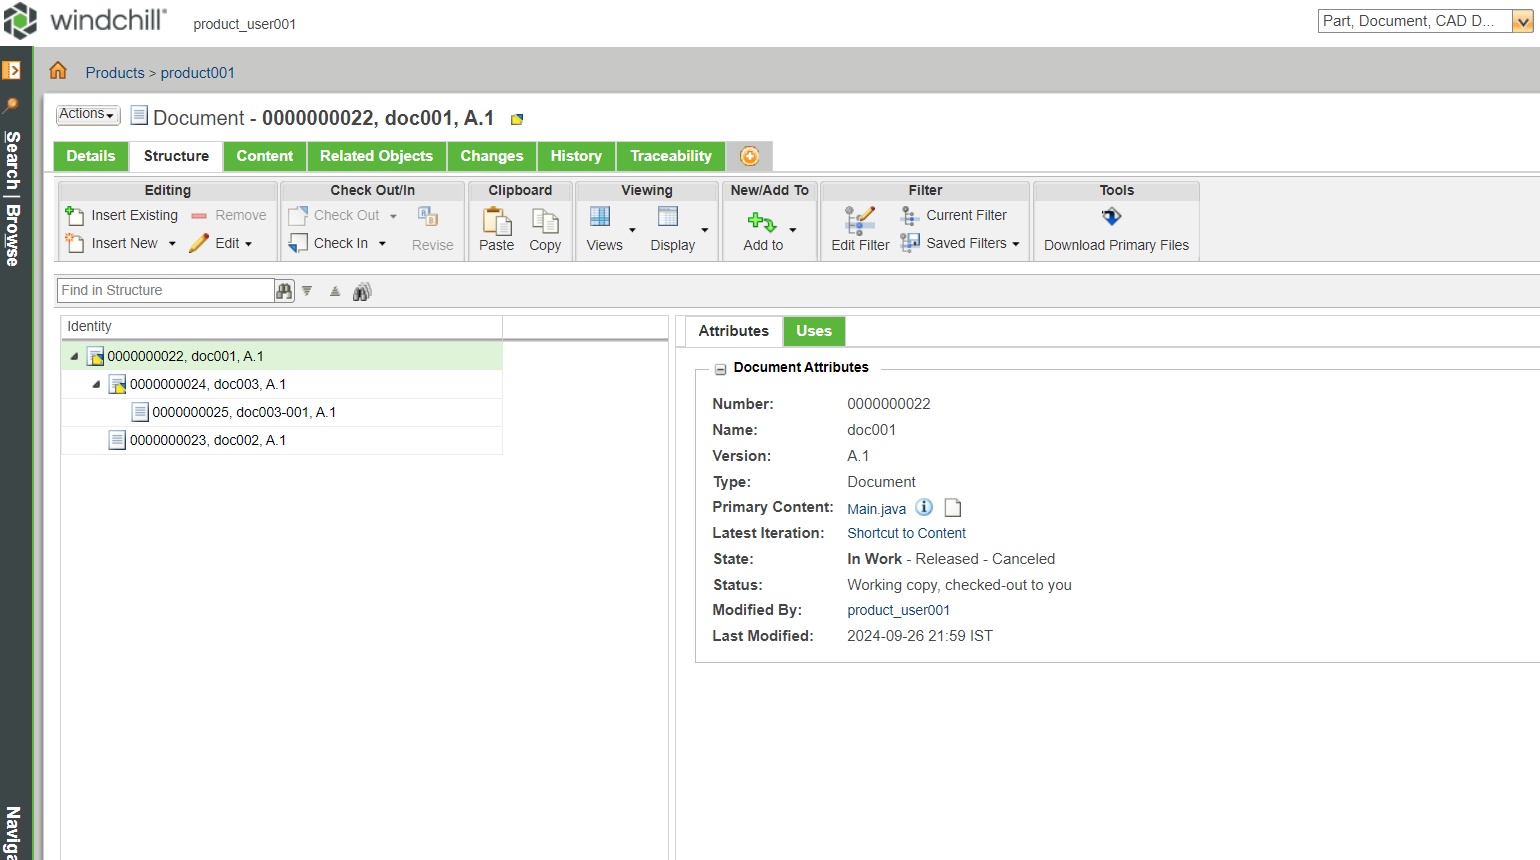 windchill®
product_user001
Part, Document, CAD D...
Products > product001
Search | Browse
Actions
Document - 0000000022, doc001, A.1
Details Structure Content Related Objects Changes History Traceability
Editing Check Out/In Clipboard Viewing New/Add To Filter Tools
Insert Existing Remove Check Out Current Filter
Insert New Edit Check In Revise Paste Copy Views Display Add to Edit Filter Saved Filters Download Primary Files
Find in Structure
Identity
0000000022, doc001, A.1
0000000024, doc003, A.1
0000000025, doc003-001, A.1
0000000023, doc002, A.1
Attributes Uses
Document Attributes
Number: 0000000022
Name: doc001
Version: A.1
Type: Document
Primary Content: Main.java
Latest Iteration: Shortcut to Content
State: In Work - Released - Canceled
Status: Working copy, checked-out to you
Modified By: product_user001
Last Modified: 2024-09-26 21:59 IST